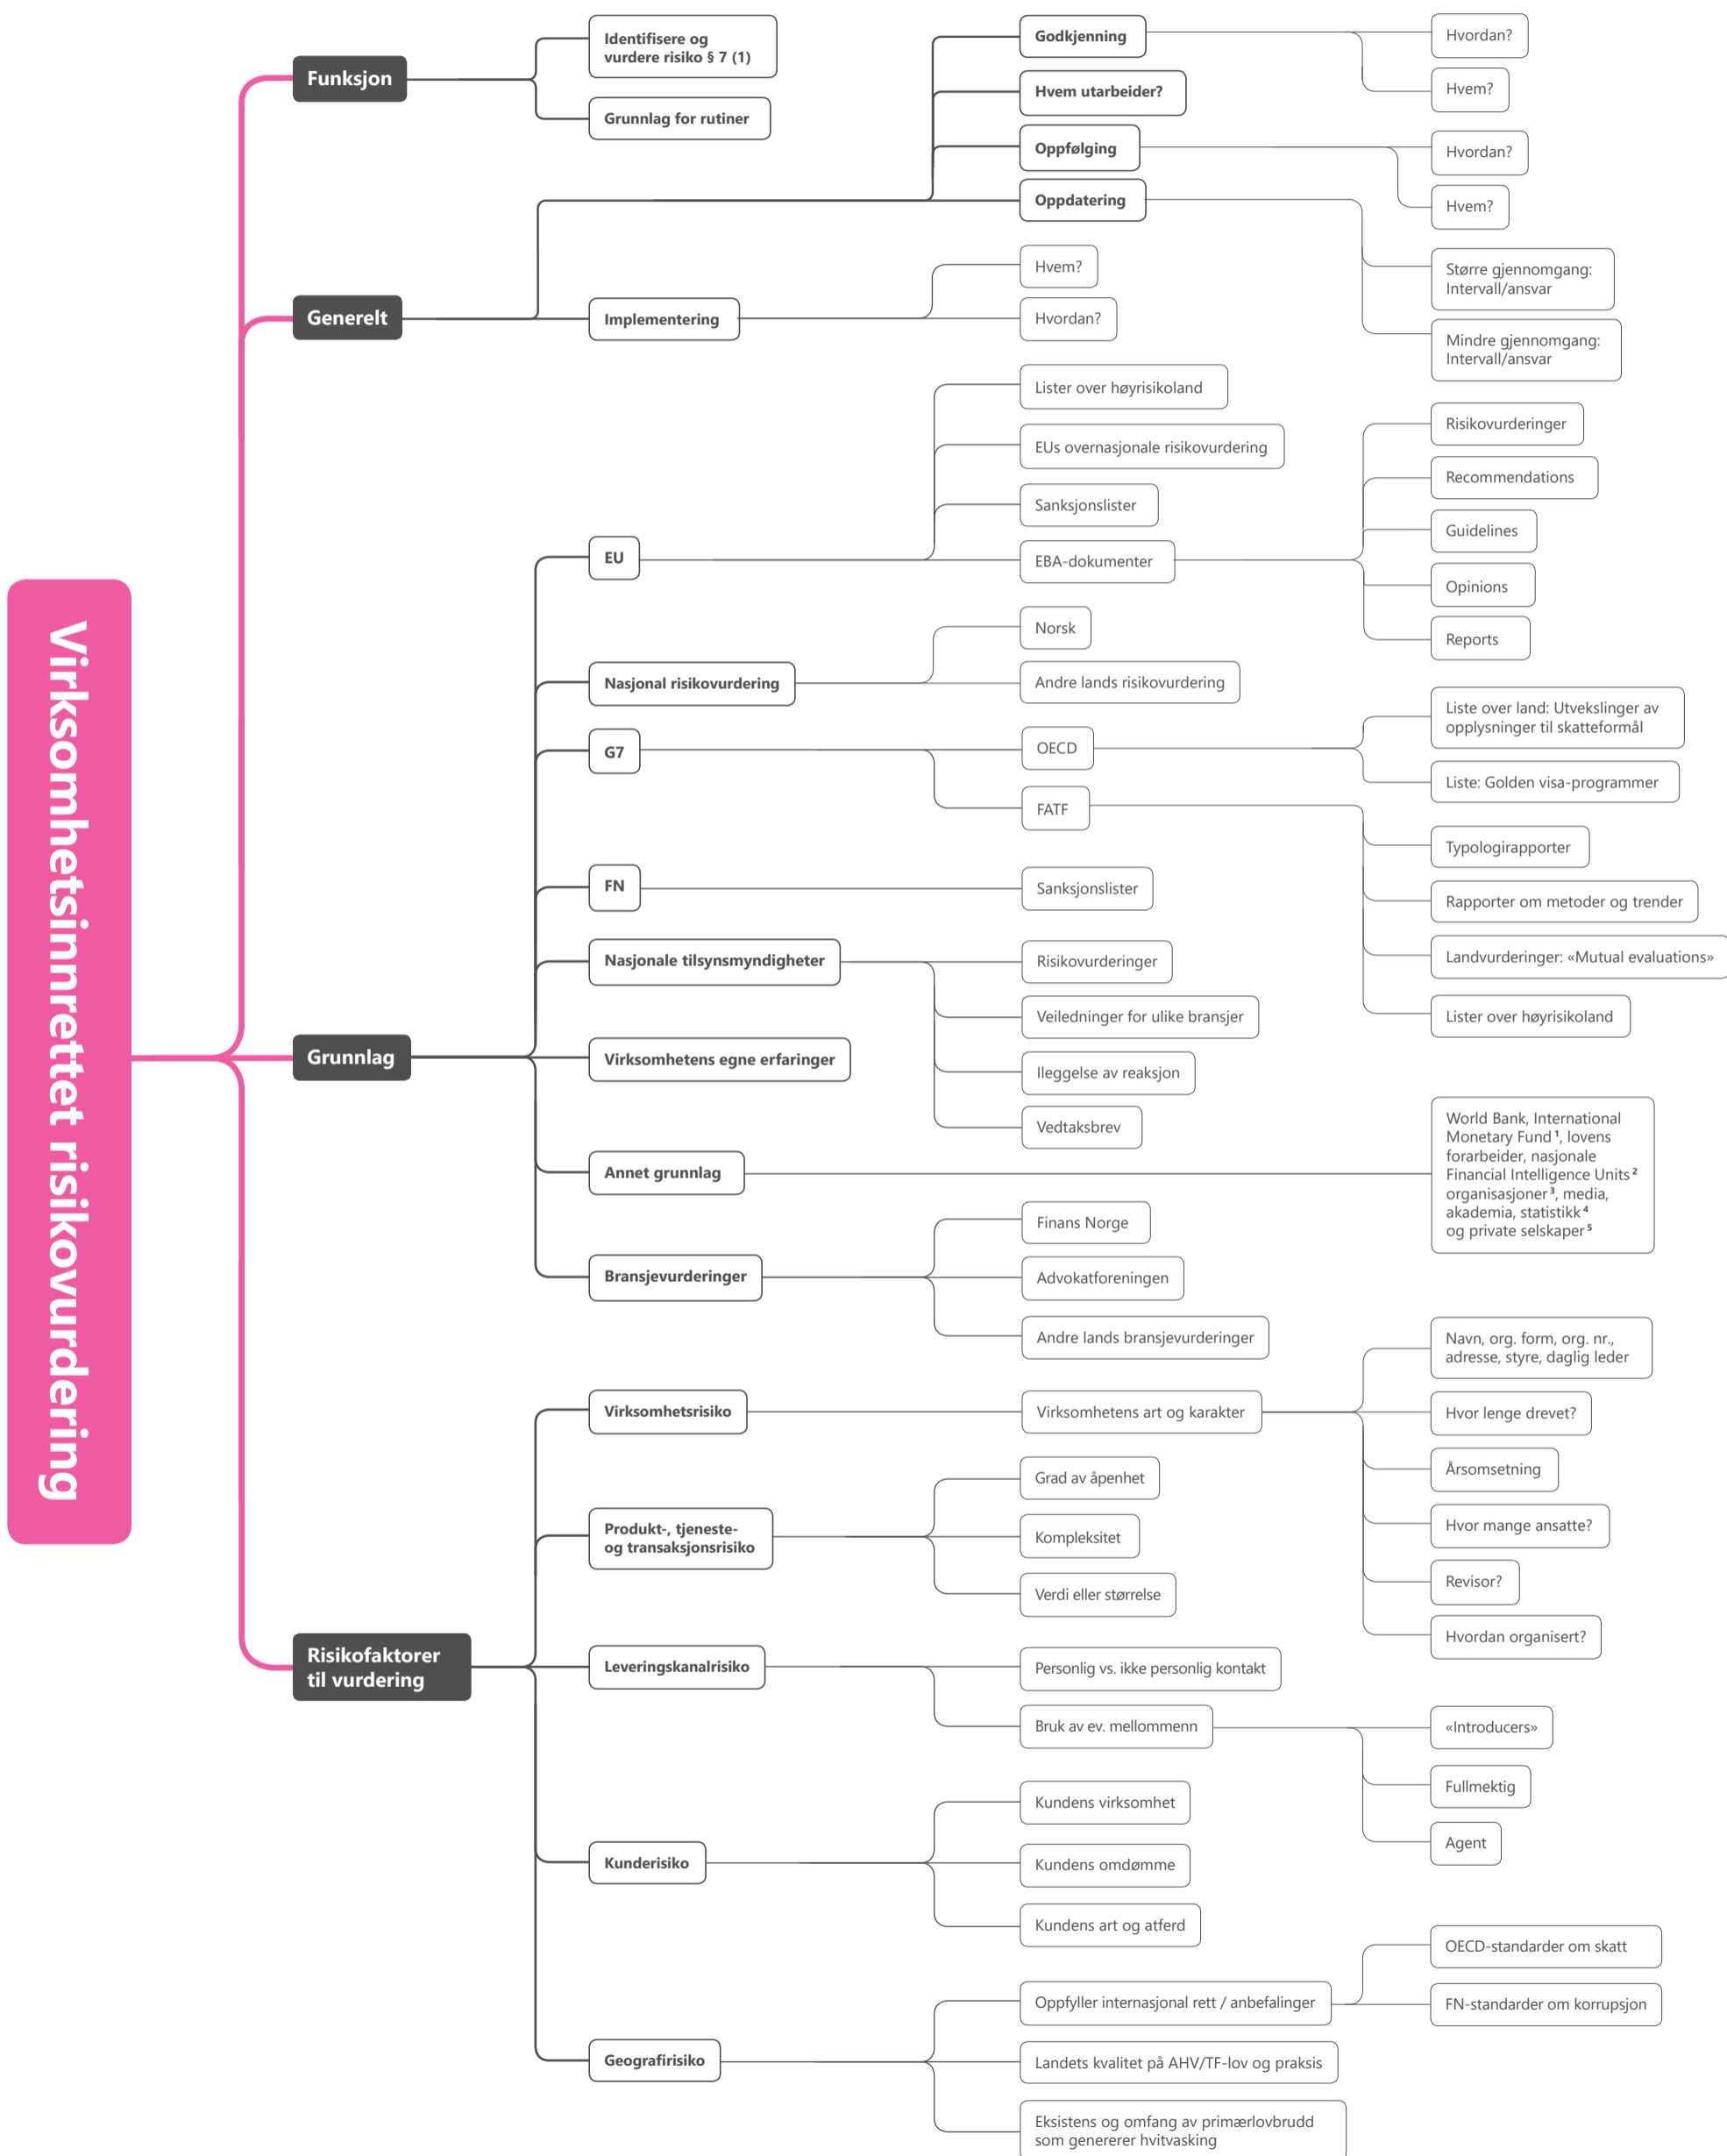 Virksomhetsinnrettet risikovurdering
Funksjon
Identifisere og
vurdere risiko § 7 (1)
Grunnlag for rutiner
Generelt
Godkjenning
Hvordan?
Hvem?
Hvem utarbeider?
Oppfølging
Hvordan?
Hvem?
Oppdatering
Større gjennomgang:
Intervall/ansvar
Mindre gjennomgang:
Intervall/ansvar
Implementering
Hvem?
Hvordan?
Grunnlag
EU
Lister over høyrisikoland
EUs overnasjonale risikovurdering
Sanksjonslister
EBA-dokumenter
Risikovurderinger
Recommendations
Guidelines
Opinions
Reports
Nasjonal risikovurdering
Norsk
Andre lands risikovurdering
G7
OECD
Liste over land: Utvekslinger av
opplysninger til skatteformål
Liste: Golden visa-programmer
FATF
Typologirapporter
Rapporter om metoder og trender
Landvurderinger: «Mutual evaluations»
Lister over høyrisikoland
FN
Sanksjonslister
Nasjonale tilsynsmyndigheter
Risikovurderinger
Veiledninger for ulike bransjer
Ileggelse av reaksjon
Vedtaksbrev
Virksomhetens egne erfaringer
Annet grunnlag
World Bank, International
Monetary Fund ¹, lovens
forarbeider, nasjonale
Financial Intelligence Units ²
organisasjoner ³, media,
akademia, statistikk ⁴
og private selskaper ⁵
Bransjevurderinger
Finans Norge
Advokatforeningen
Andre lands bransjevurderinger
Risikofaktorer
til vurdering
Virksomhetsrisiko
Virksomhetens art og karakter
Navn, org. form, org. nr.,
adresse, styre, daglig leder
Hvor lenge drevet?
Årsomsetning
Hvor mange ansatte?
Revisor?
Hvordan organisert?
Produkt-, tjeneste-
og transaksjonsrisiko
Grad av åpenhet
Kompleksitet
Verdi eller størrelse
Leveringskanalrisiko
Personlig vs. ikke personlig kontakt
Bruk av ev. mellommenn
«Introducers»
Fullmektig
Agent
Kunderisiko
Kundens virksomhet
Kundens omdømme
Kundens art og atferd
Geografirisiko
Oppfyller internasjonal rett / anbefalinger
OECD-standarder om skatt
FN-standarder om korrupsjon
Landets kvalitet på AHV/TF-lov og praksis
Eksistens og omfang av primærlovbrudd
som genererer hvitvasking